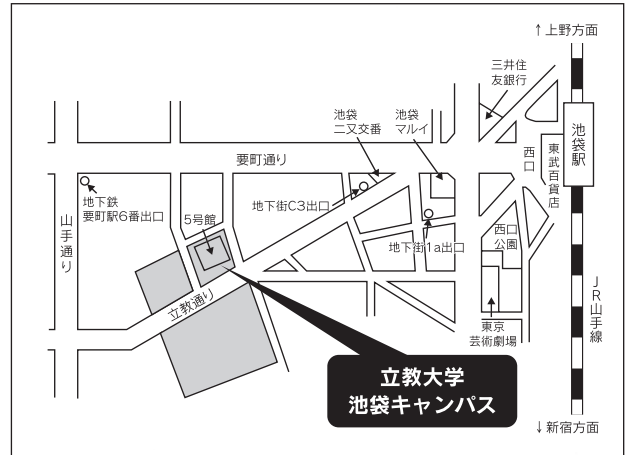 ↑上野方面
三井住
友銀行
池袋
二又交番
池袋
マルイ
池袋駅
西口
東武百貨店
要町通り
地下鉄
要町駅6番出口
地下街C3出口
5号館
山手通り
地下街1a出口
西口
公園
立教通り
JR山手線
東京
芸術劇場
立教大学
池袋キャンパス
↓新宿方面